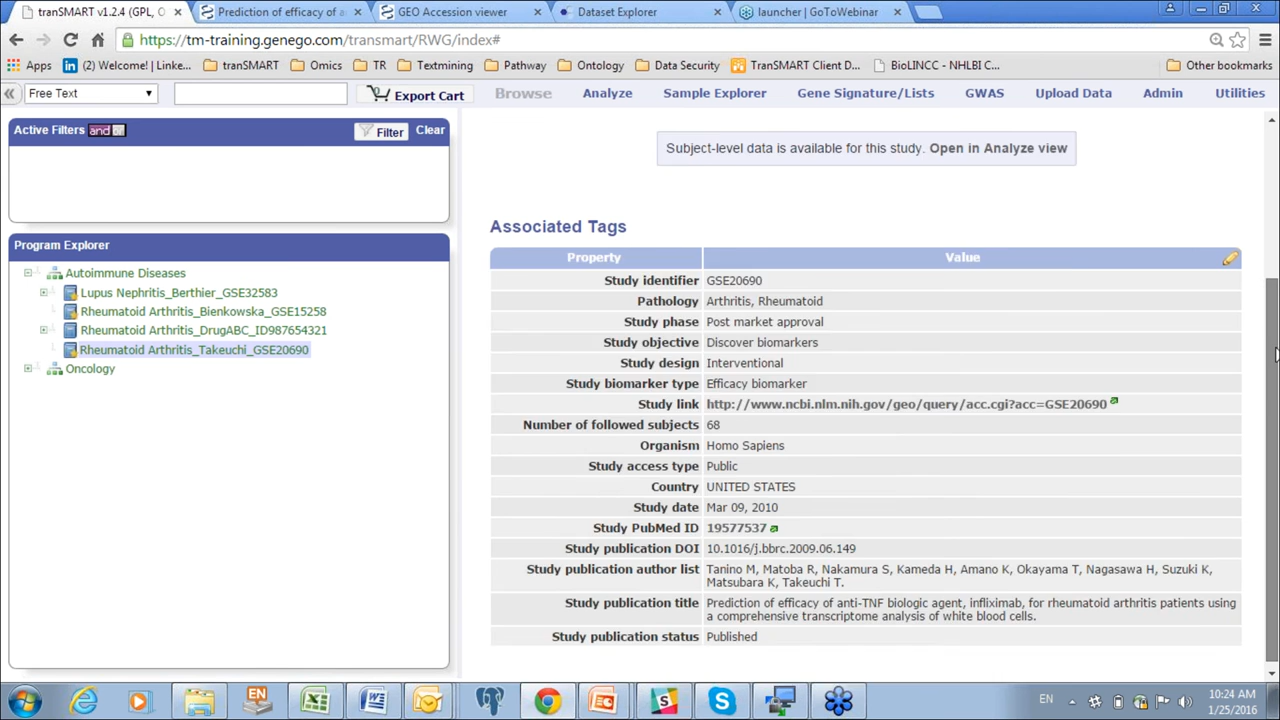 tranSMART v1.2.4 (GPL, O
Prediction of efficacy of a
GEO Accession viewer
Dataset Explorer
launcher | GoToWebinar
https://tm-training.genego.com/transmart/RWG/index#
Apps
(2) Welcome! | Linke...
tranSMART
Omics
TR
Textmining
Pathway
Ontology
Data Security
TranSMART Client D...
BioLINCC - NHLBI C...
Other bookmarks
Free Text
Export Cart
Browse
Analyze
Sample Explorer
Gene Signature/Lists
GWAS
Upload Data
Admin
Utilities
Active Filters and or
Filter
Clear
Subject-level data is available for this study. Open in Analyze view
Program Explorer
Autoimmune Diseases
Lupus Nephritis_Berthier_GSE32583
Rheumatoid Arthritis_Bienkowska_GSE15258
Rheumatoid Arthritis_DrugABC_ID987654321
Rheumatoid Arthritis_Takeuchi_GSE20690
Oncology
Associated Tags
Property Value
Study identifier GSE20690
Pathology Arthritis, Rheumatoid
Study phase Post market approval
Study objective Discover biomarkers
Study design Interventional
Study biomarker type Efficacy biomarker
Study link http://www.ncbi.nlm.nih.gov/geo/query/acc.cgi?acc=GSE20690
Number of followed subjects 68
Organism Homo Sapiens
Study access type Public
Country UNITED STATES
Study date Mar 09, 2010
Study PubMed ID 19577537
Study publication DOI 10.1016/j.bbrc.2009.06.149
Study publication author list Tanino M, Matoba R, Nakamura S, Kameda H, Amano K, Okayama T, Nagasawa H, Suzuki K,
Matsubara K, Takeuchi T.
Study publication title Prediction of efficacy of anti-TNF biologic agent, infliximab, for rheumatoid arthritis patients using
a comprehensive transcriptome analysis of white blood cells.
Study publication status Published
EN
EN
10:24 AM
1/25/2016